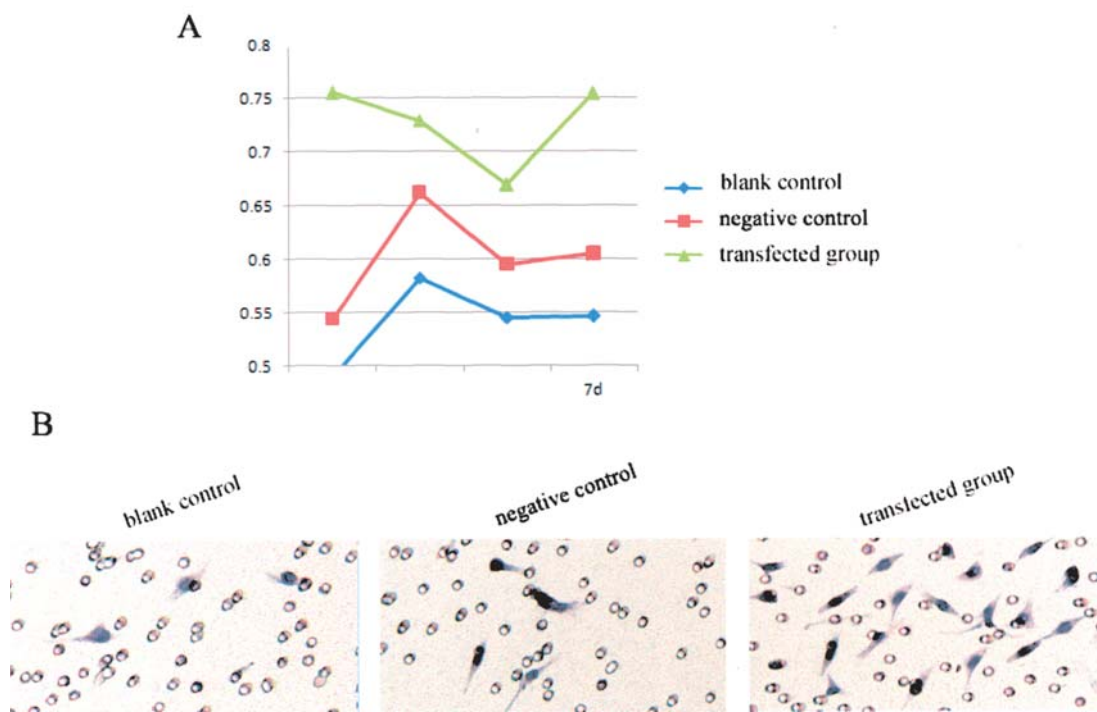 A
0.8
0.75
0.7
0.65
0.6
0.55
0.5
7d
blank control
negative control
transfected group
B
blank control
negative control
transfected group